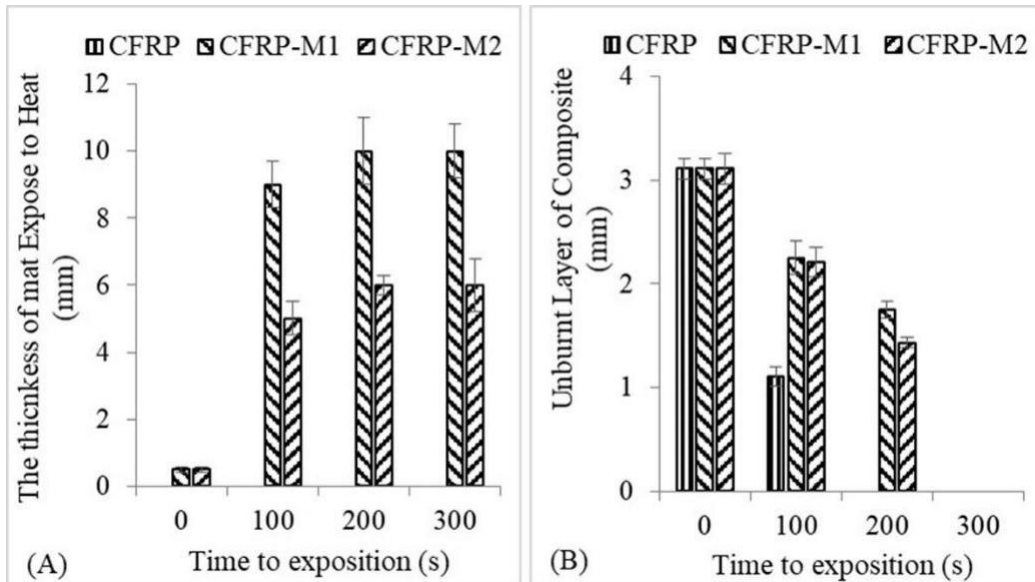 CFRP CFRP-M1 CFRP-M2
The thicnkess of mat Expose to Heat
(mm)
12
10
8
6
4
2
0
0 100 200 300
Time to exposition (s)
(A)
CFRP CFRP-M1 CFRP-M2
Unburnt Layer of Composite
(mm)
4
3
2
1
0
0 100 200 300
Time to exposition (s)
(B)